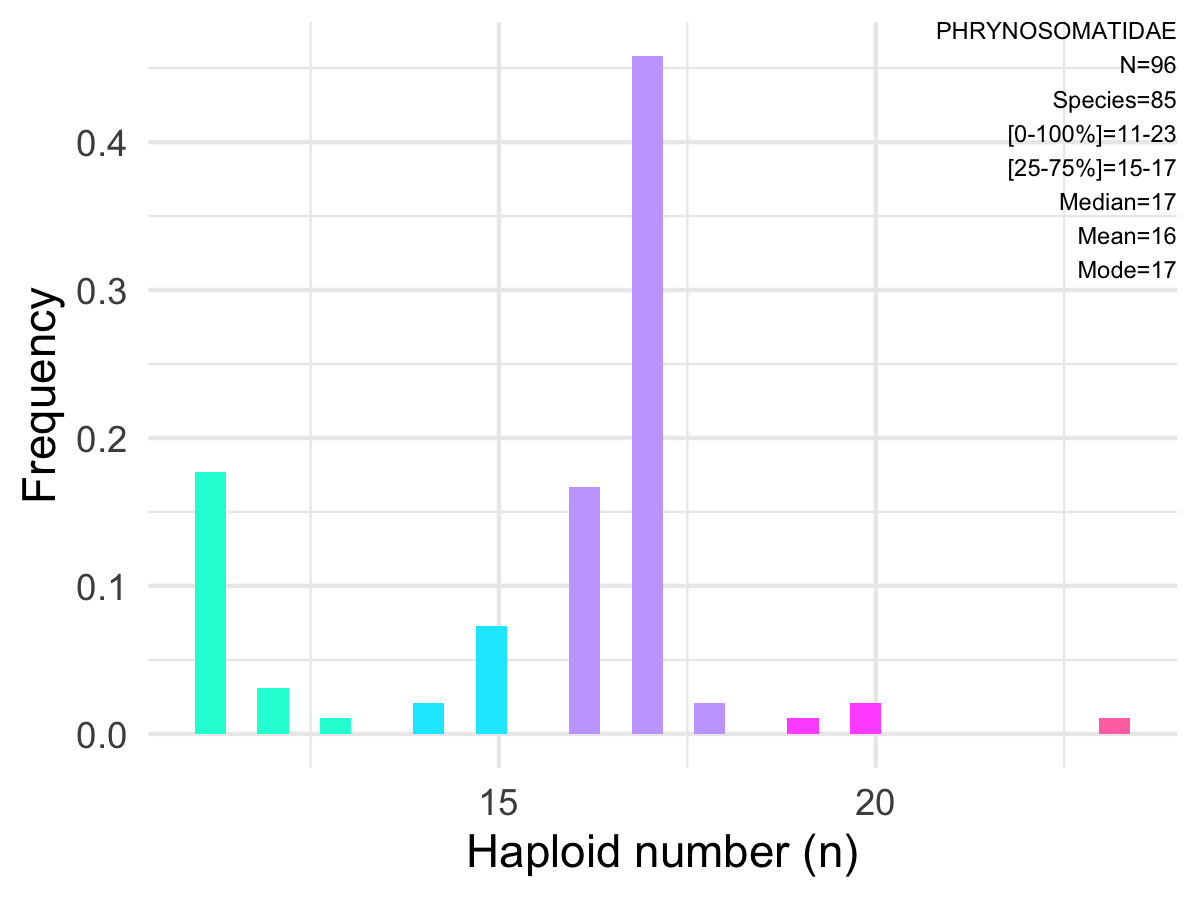 PHRYNOSOMATIDAE
N=96
Species=85
[0-100%]=11-23
[25-75%]=15-17
Median=17
Mean=16
Mode=17
Frequency
0.4
0.3
0.2
0.1
0.0
15 20
Haploid number (n)